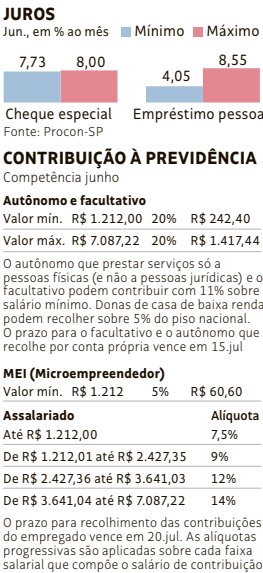 JUROS
Jun., em % ao mês Mínimo Máximo
7,73 8,00 4,05 8,55
Cheque especial Empréstimo pessoa
Fonte: Procon-SP
CONTRIBUIÇÃO À PREVIDÊNCIA
Competência junho
Autônomo e facultativo
Valor mín. R$ 1.212,00 20% R$ 242,40
Valor máx. R$ 7.087,22 20% R$ 1.417,44
O autônomo que prestar serviços só a
pessoas físicas (e não a pessoas jurídicas) e o
facultativo podem contribuir com 11% sobre
salário mínimo. Donas de casa de baixa renda
podem recolher sobre 5% do piso nacional.
O prazo para o facultativo e o autônomo que
recolhe por conta própria vence em 15.jul
MEI (Microempreendedor)
Valor mín. R$ 1.212 5% R$ 60,60
Assalariado Alíquota
Até R$ 1.212,00 7,5%
De R$ 1.212,01 até R$ 2.427,35 9%
De R$ 2.427,36 até R$ 3.641,03 12%
De R$ 3.641,04 até R$ 7.087,22 14%
O prazo para recolhimento das contribuições
do empregado vence em 20.jul. As alíquotas
progressivas são aplicadas sobre cada faixa
salarial que compõe o salário de contribuição